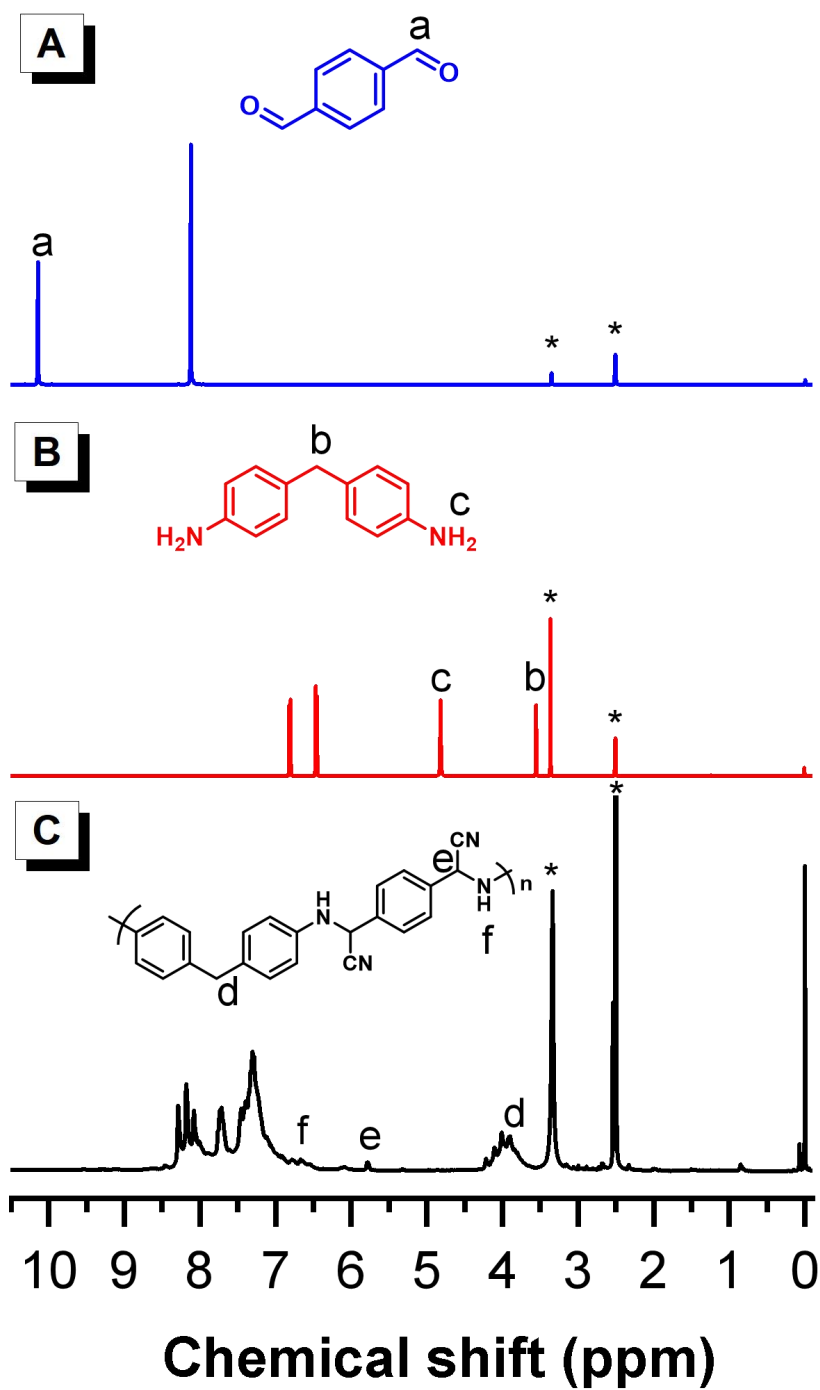 A
a
O
O
a
*
*
B
b
c
H₂N
NH₂
*
c
b
*
*
C
CN
e
*
H
N
N
H
n
f
CN
d
f
e
d
10 9 8 7 6 5 4 3 2 1 0
Chemical shift (ppm)